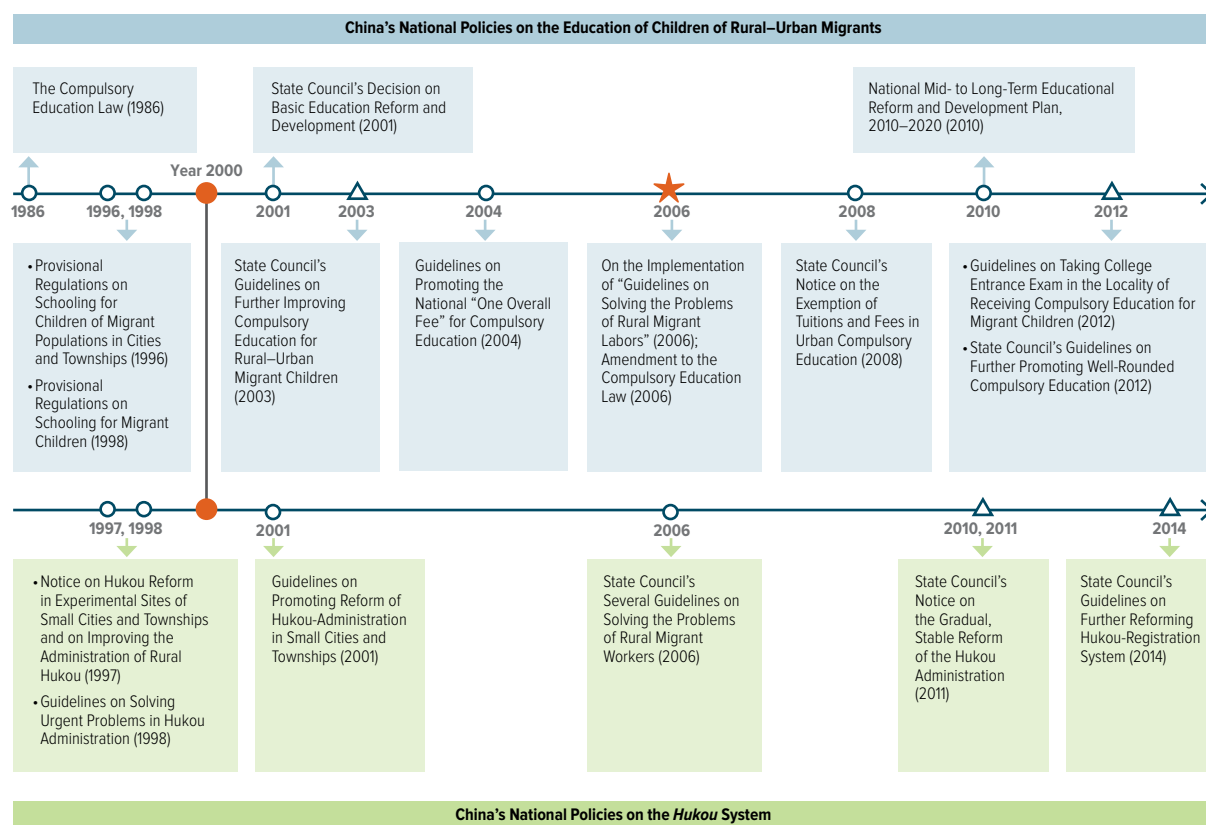 China's National Policies on the Education of Children of Rural–Urban Migrants
The Compulsory
Education Law (1986)
State Council's Decision on
Basic Education Reform and
Development (2001)
National Mid- to Long-Term Educational
Reform and Development Plan,
2010–2020 (2010)
Year 2000
1986
1996, 1998
2001
2003
2004
2006
2008
2010
2012
• Provisional
Regulations on
Schooling for
Children of Migrant
Populations in Cities
and Townships (1996)
• Provisional
Regulations on
Schooling for Migrant
Children (1998)
State Council's
Guidelines on
Further Improving
Compulsory
Education for
Rural–Urban
Migrant Children
(2003)
Guidelines on
Promoting the
National “One Overall
Fee” for Compulsory
Education (2004)
On the Implementation
of “Guidelines on
Solving the Problems
of Rural Migrant
Labors” (2006);
Amendment to the
Compulsory Education
Law (2006)
State Council's
Notice on the
Exemption of
Tuitions and Fees in
Urban Compulsory
Education (2008)
• Guidelines on Taking College
Entrance Exam in the Locality of
Receiving Compulsory Education for
Migrant Children (2012)
• State Council's Guidelines on
Further Promoting Well-Rounded
Compulsory Education (2012)
1997, 1998
2001
2006
2010, 2011
2014
• Notice on Hukou Reform
in Experimental Sites of
Small Cities and Townships
and on Improving the
Administration of Rural
Hukou (1997)
• Guidelines on Solving
Urgent Problems in Hukou
Administration (1998)
Guidelines on
Promoting Reform of
Hukou-Administration
in Small Cities and
Townships (2001)
State Council's
Several Guidelines on
Solving the Problems
of Rural Migrant
Workers (2006)
State Council's
Notice on
the Gradual,
Stable Reform
of the Hukou
Administration
(2011)
State Council's
Guidelines on
Further Reforming
Hukou-Registration
System (2014)
China's National Policies on the Hukou System